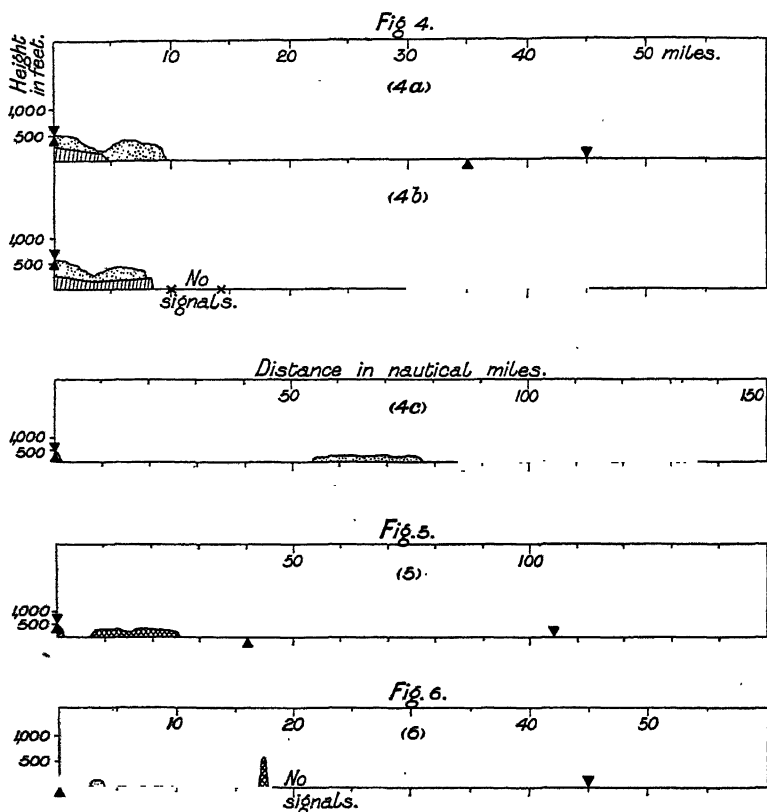 Fig 4.
Height in feet.
10 20 30 40 50 miles.
(4a)
1,000
500
(4b)
1,000
500
No
signals.
Distance in nautical miles.
50 100 150
(4c)
1,000
500
Fig. 5.
50 100
(5)
1,000
500
Fig. 6.
10 20 30 40 50
(6)
1,000
500
No
signals.